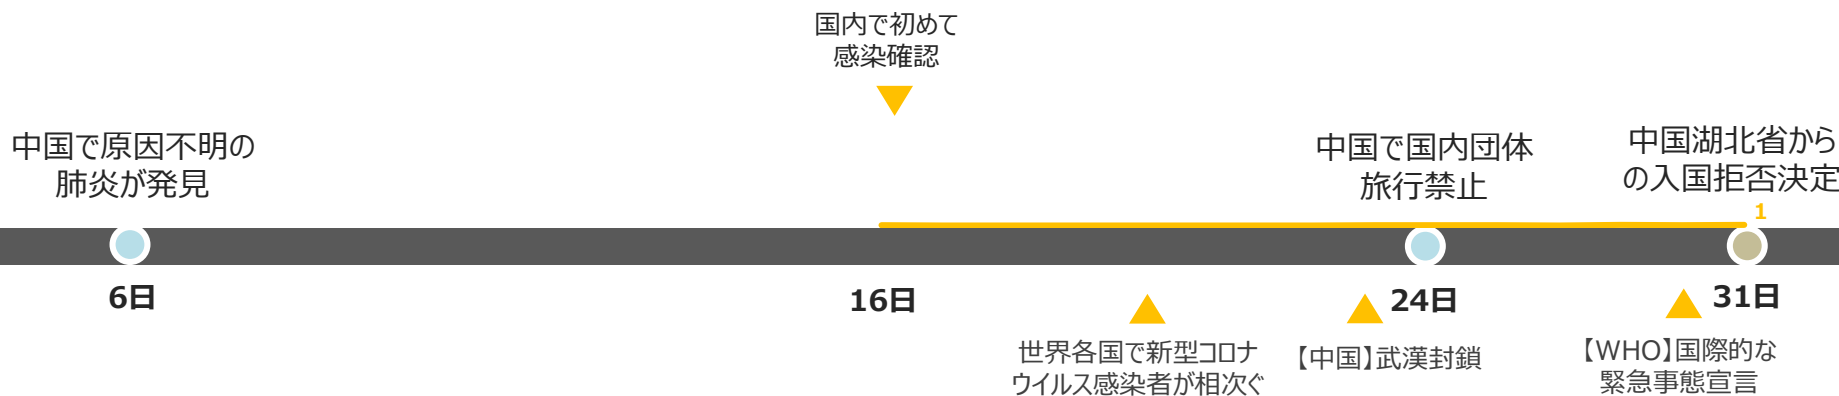 国内で初めて
感染確認
中国で原因不明の
肺炎が発見
中国で国内団体
旅行禁止
中国湖北省から
の入国拒否決定
1
6日
16日
24日
31日
世界各国で新型コロナ
ウイルス感染者が相次ぐ
【中国】武漢封鎖
【WHO】国際的な
緊急事態宣言